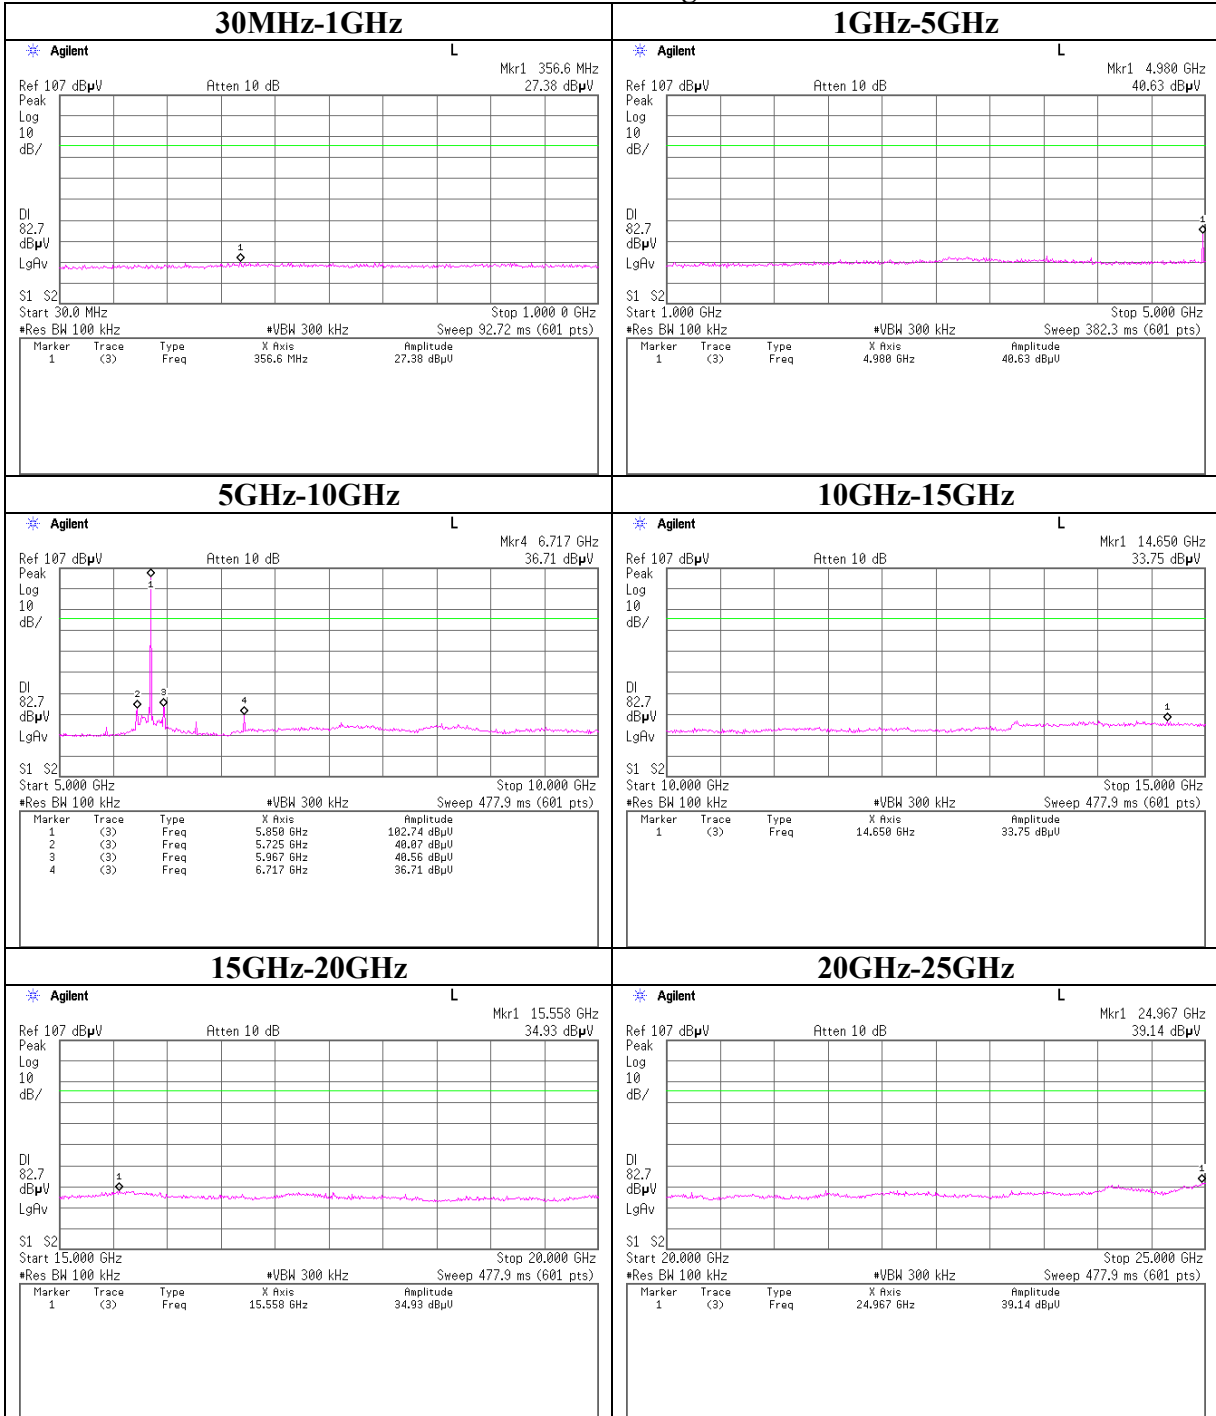 30MHz-1GHz
Agilent
L
Mkr1 356.6 MHz
Ref 107 dBµV
Atten 10 dB
27.38 dBµV
Peak
Log
10
dB/
DI
82.7
dBµV
LgAv
1
S1 S2
Start 30.0 MHz
Stop 1.000 0 GHz
#Res BW 100 kHz
#VBW 300 kHz
Sweep 92.72 ms (601 pts)
Marker Trace Type X Axis Amplitude
1 (3) Freq 356.6 MHz 27.38 dBµV
1GHz-5GHz
Agilent
L
Mkr1 4.980 GHz
Ref 107 dBµV
Atten 10 dB
40.63 dBµV
Peak
Log
10
dB/
DI
82.7
dBµV
LgAv
1
S1 S2
Start 1.000 GHz
Stop 5.000 GHz
#Res BW 100 kHz
#VBW 300 kHz
Sweep 382.3 ms (601 pts)
Marker Trace Type X Axis Amplitude
1 (3) Freq 4.980 GHz 40.63 dBµV
5GHz-10GHz
Agilent
L
Mkr4 6.717 GHz
Ref 107 dBµV
Atten 10 dB
36.71 dBµV
Peak
Log
10
dB/
DI
82.7
dBµV
LgAv
1
2
3
4
S1 S2
Start 5.000 GHz
Stop 10.000 GHz
#Res BW 100 kHz
#VBW 300 kHz
Sweep 477.9 ms (601 pts)
Marker Trace Type X Axis Amplitude
1 (3) Freq 5.850 GHz 102.74 dBµV
2 (3) Freq 5.725 GHz 40.07 dBµV
3 (3) Freq 5.967 GHz 40.56 dBµV
4 (3) Freq 6.717 GHz 36.71 dBµV
10GHz-15GHz
Agilent
L
Mkr1 14.650 GHz
Ref 107 dBµV
Atten 10 dB
33.75 dBµV
Peak
Log
10
dB/
DI
82.7
dBµV
LgAv
1
S1 S2
Start 10.000 GHz
Stop 15.000 GHz
#Res BW 100 kHz
#VBW 300 kHz
Sweep 477.9 ms (601 pts)
Marker Trace Type X Axis Amplitude
1 (3) Freq 14.650 GHz 33.75 dBµV
15GHz-20GHz
Agilent
L
Mkr1 15.558 GHz
Ref 107 dBµV
Atten 10 dB
34.93 dBµV
Peak
Log
10
dB/
DI
82.7
dBµV
LgAv
1
S1 S2
Start 15.000 GHz
Stop 20.000 GHz
#Res BW 100 kHz
#VBW 300 kHz
Sweep 477.9 ms (601 pts)
Marker Trace Type X Axis Amplitude
1 (3) Freq 15.558 GHz 34.93 dBµV
20GHz-25GHz
Agilent
L
Mkr1 24.967 GHz
Ref 107 dBµV
Atten 10 dB
39.14 dBµV
Peak
Log
10
dB/
DI
82.7
dBµV
LgAv
1
S1 S2
Start 20.000 GHz
Stop 25.000 GHz
#Res BW 100 kHz
#VBW 300 kHz
Sweep 477.9 ms (601 pts)
Marker Trace Type X Axis Amplitude
1 (3) Freq 24.967 GHz 39.14 dBµV